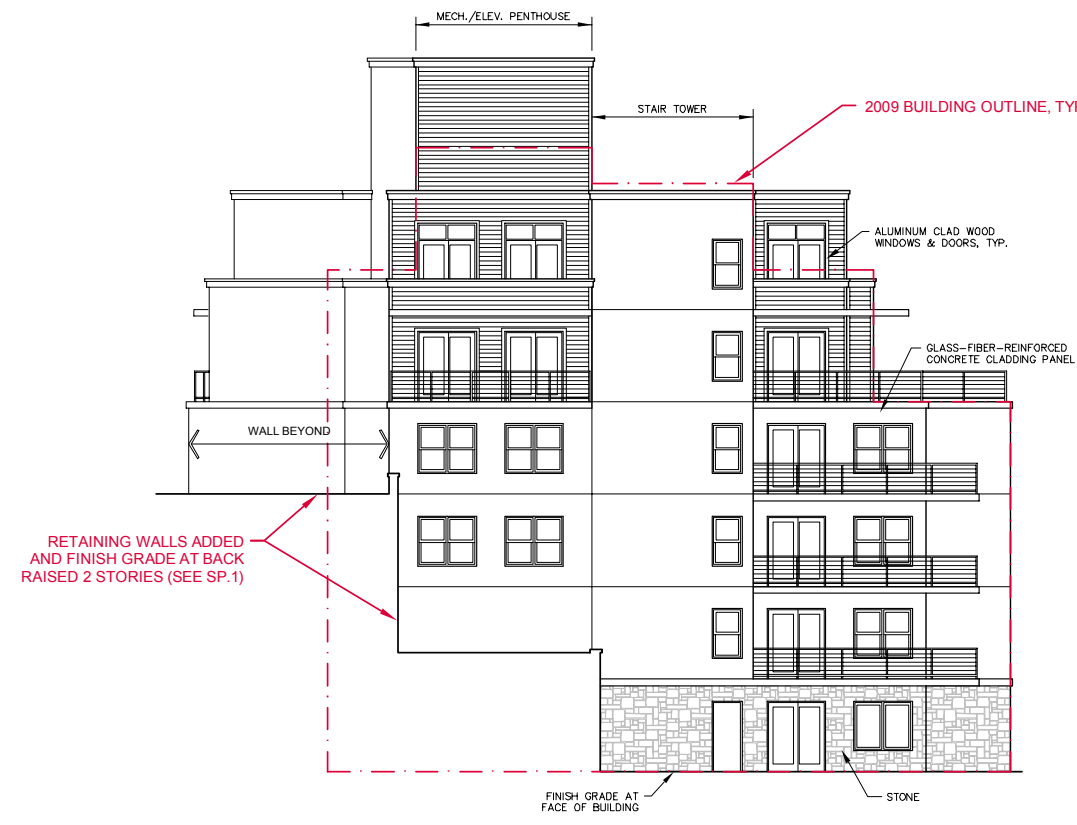 MECH./ELEV. PENTHOUSE
STAIR TOWER
2009 BUILDING OUTLINE, TYP
ALUMINUM CLAD WOOD
WINDOWS & DOORS, TYP.
GLASS-FIBER-REINFORCED
CONCRETE CLADDING PANEL
WALL BEYOND
RETAINING WALLS ADDED
AND FINISH GRADE AT BACK
RAISED 2 STORIES (SEE SP.1)
FINISH GRADE AT
FACE OF BUILDING
STONE